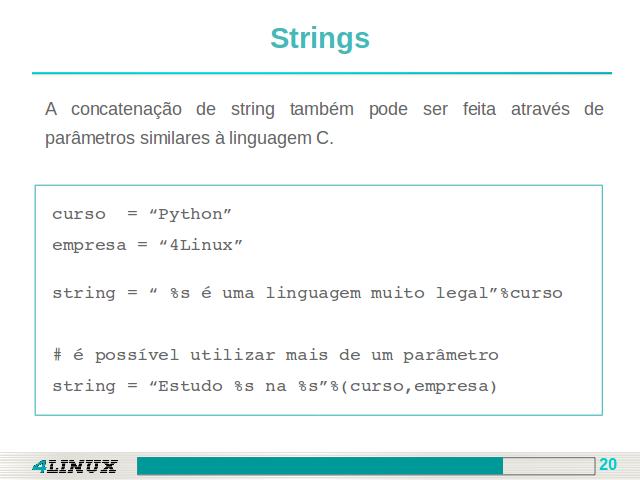 Strings
A concatenação de string também pode ser feita através de
parâmetros similares à linguagem C.
curso  = “Python”
empresa = “4Linux”
string = “ %s é uma linguagem muito legal”%curso
# é possível utilizar mais de um parâmetro
string = “Estudo %s na %s”%(curso,empresa)
4LINUX
20